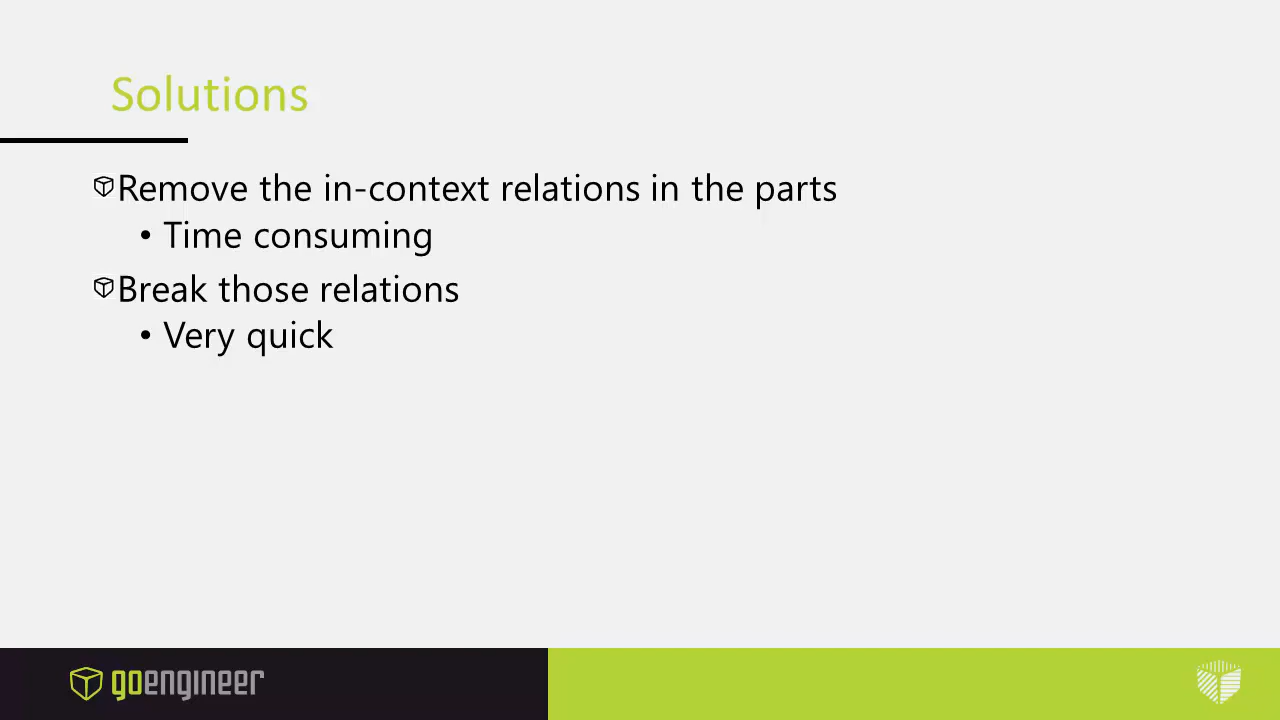 Solutions
Remove the in-context relations in the parts
• Time consuming
Break those relations
• Very quick
goengineer